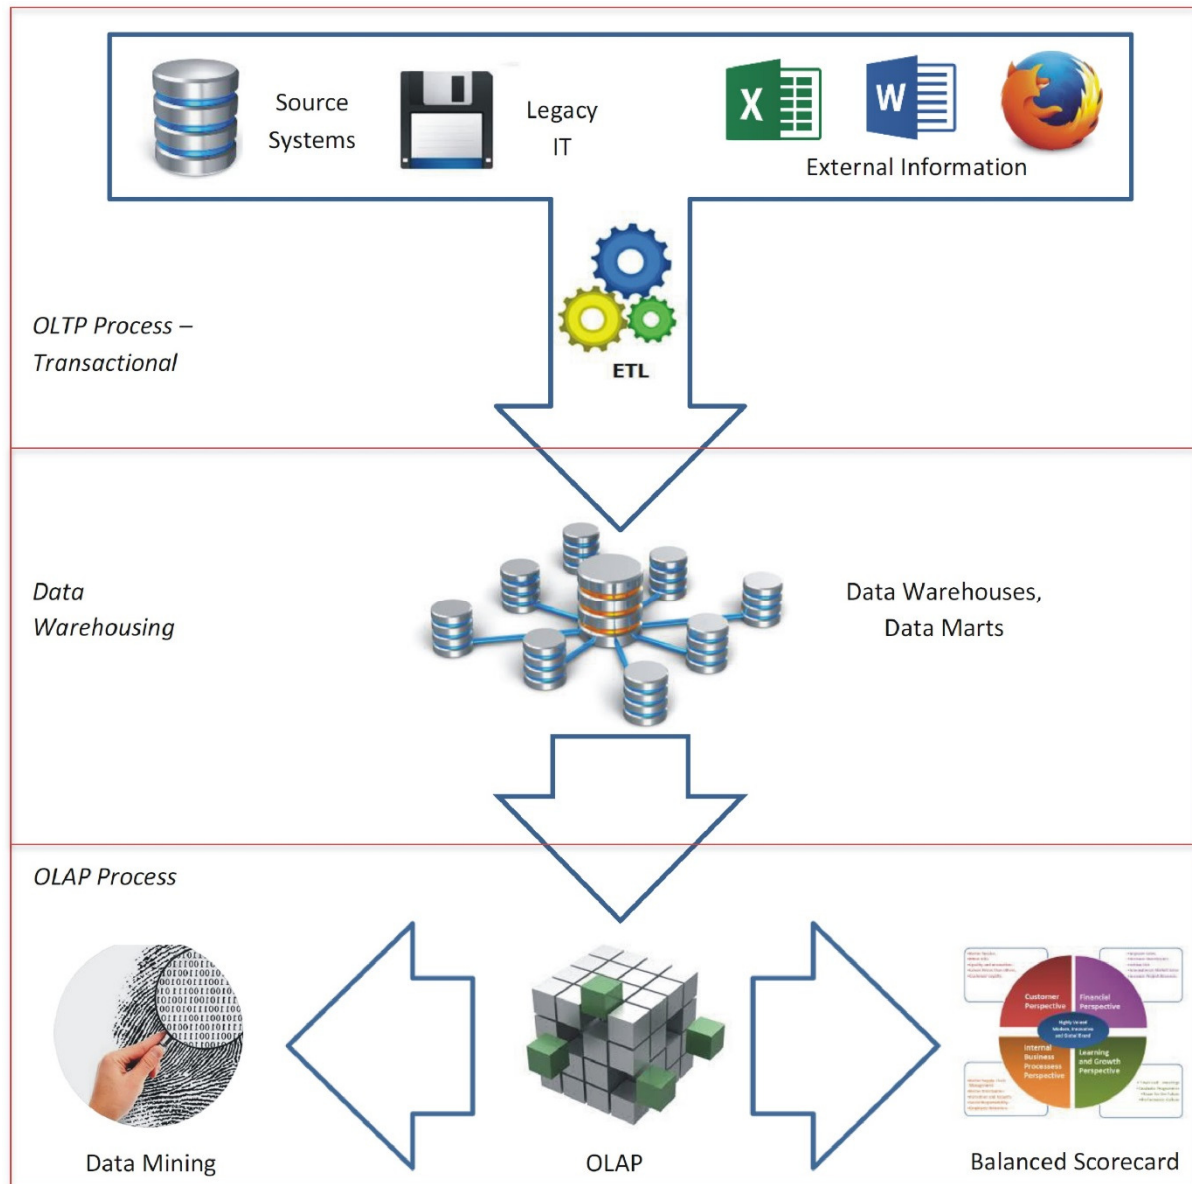 Source
Systems
Legacy
IT
X
W
External Information
OLTP Process –
Transactional
ETL
Data
Warehousing
Data Warehouses,
Data Marts
OLAP Process
Customer
Perspective
Financial
Perspective
Internal
Business
Processess
Perspective
Learning
and Growth
Perspective
Data Mining
OLAP
Balanced Scorecard